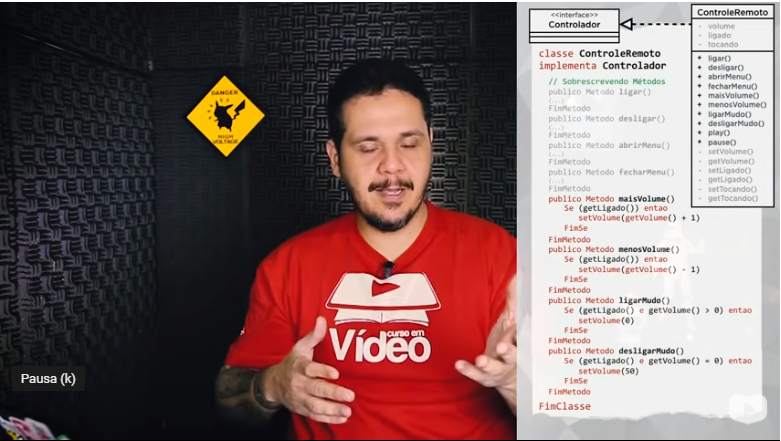 DANGER
HIGH
VOLTAGE
curso em
Vídeo
Pausa (k)
<<interface>>
Controlador
ControleRemoto
- volume
- ligado
- tocando
+ ligar()
+ desligar()
+ abrirMenu()
+ fecharMenu()
+ maisVolume()
+ menosVolume()
+ ligarMudo()
+ desligarMudo()
+ play()
+ pause()
- setVolume()
- getVolume()
- setLigado()
- getLigado()
- setTocando()
- getTocando()
classe ControleRemoto
implementa Controlador
// Sobrescrevendo Métodos
publico Metodo ligar()
(...)
FimMetodo
publico Metodo desligar()
(...)
FimMetodo
publico Metodo abrirMenu()
(...)
FimMetodo
publico Metodo fecharMenu()
(...)
FimMetodo
publico Metodo maisVolume()
Se (getLigado()) entao
setVolume(getVolume() + 1)
FimSe
FimMetodo
publico Metodo menosVolume()
Se (getLigado()) entao
setVolume(getVolume() - 1)
FimSe
FimMetodo
publico Metodo ligarMudo()
Se (getLigado() e getVolume() > 0) entao
setVolume(0)
FimSe
FimMetodo
publico Metodo desligarMudo()
Se (getLigado() e getVolume() = 0) entao
setVolume(50)
FimSe
FimMetodo
FimClasse